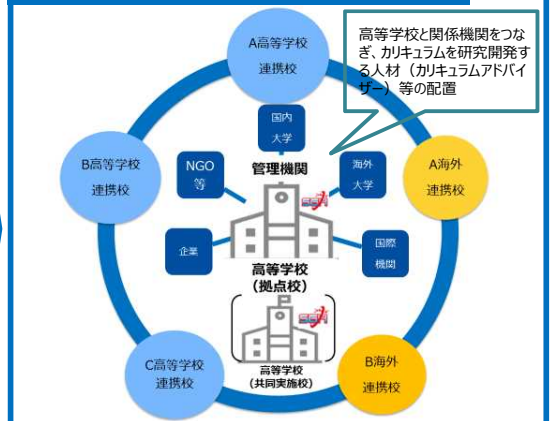 高等学校と関係機関をつな
ぎ、カリキュラムを研究開発す
る人材（カリキュラムアドバイ
ザー）等の配置
A高等学校
連携校
国内
大学
B高等学校
連携校
NGO
等
管理機関
海外
大学
A海外
連携校
企業
国際
機関
高等学校
（拠点校）
C高等学校
連携校
高等学校
（共同実施校）
B海外
連携校